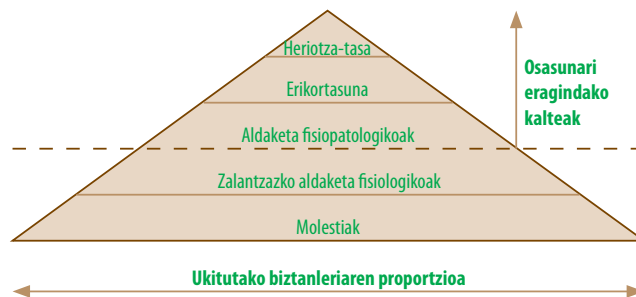 Heriotza-tasa
Erikortasuna
Aldaketa fisiopatologikoak
Zalantzazko aldaketa fisiologikoak
Molestiak
Osasunari
eragindako
kalteak
Ukitutako biztanleriaren proportzioa